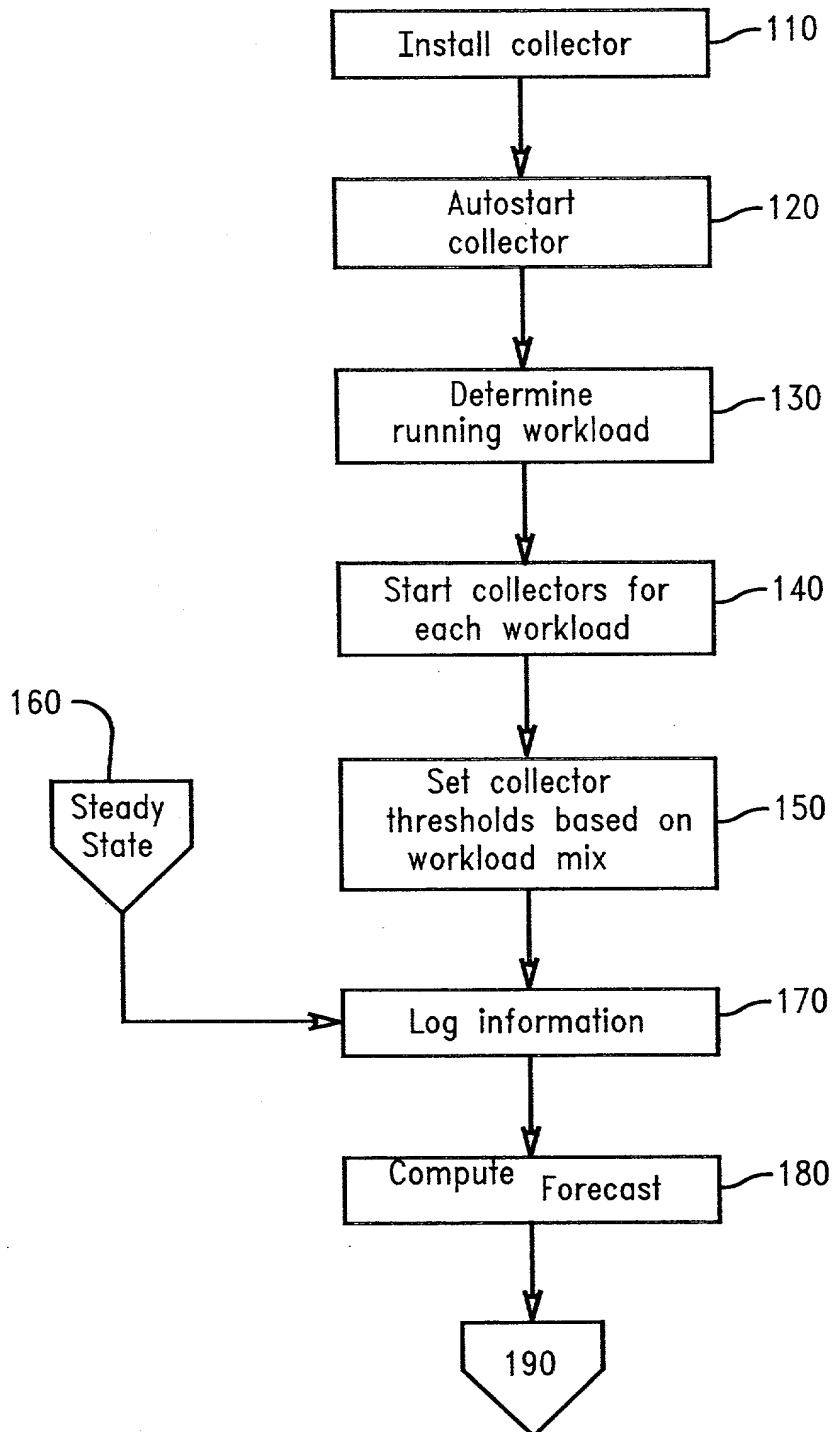 Install collector
110
Autostart
collector
120
Determine
running workload
130
Start collectors for
each workload
140
160
Steady
State
Set collector
thresholds based on
workload mix
150
Log information
170
Compute Forecast
180
190